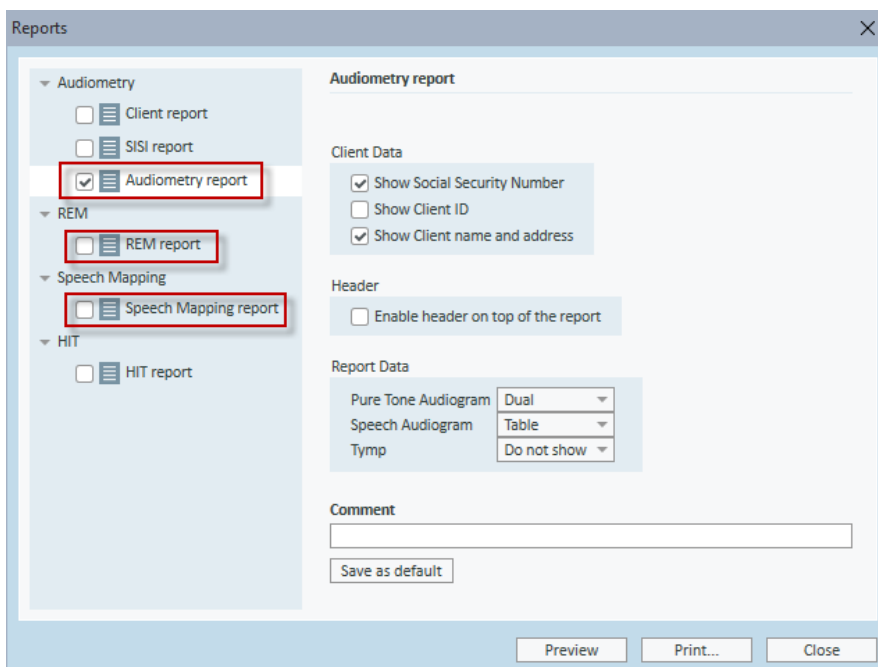 Reports
Audiometry
Client report
SISI report
Audiometry report
REM
REM report
Speech Mapping
Speech Mapping report
HIT
HIT report
Audiometry report
Client Data
Show Social Security Number
Show Client ID
Show Client name and address
Header
Enable header on top of the report
Report Data
Pure Tone Audiogram Dual
Speech Audiogram Table
Tymp Do not show
Comment
Save as default
Preview Print... Close